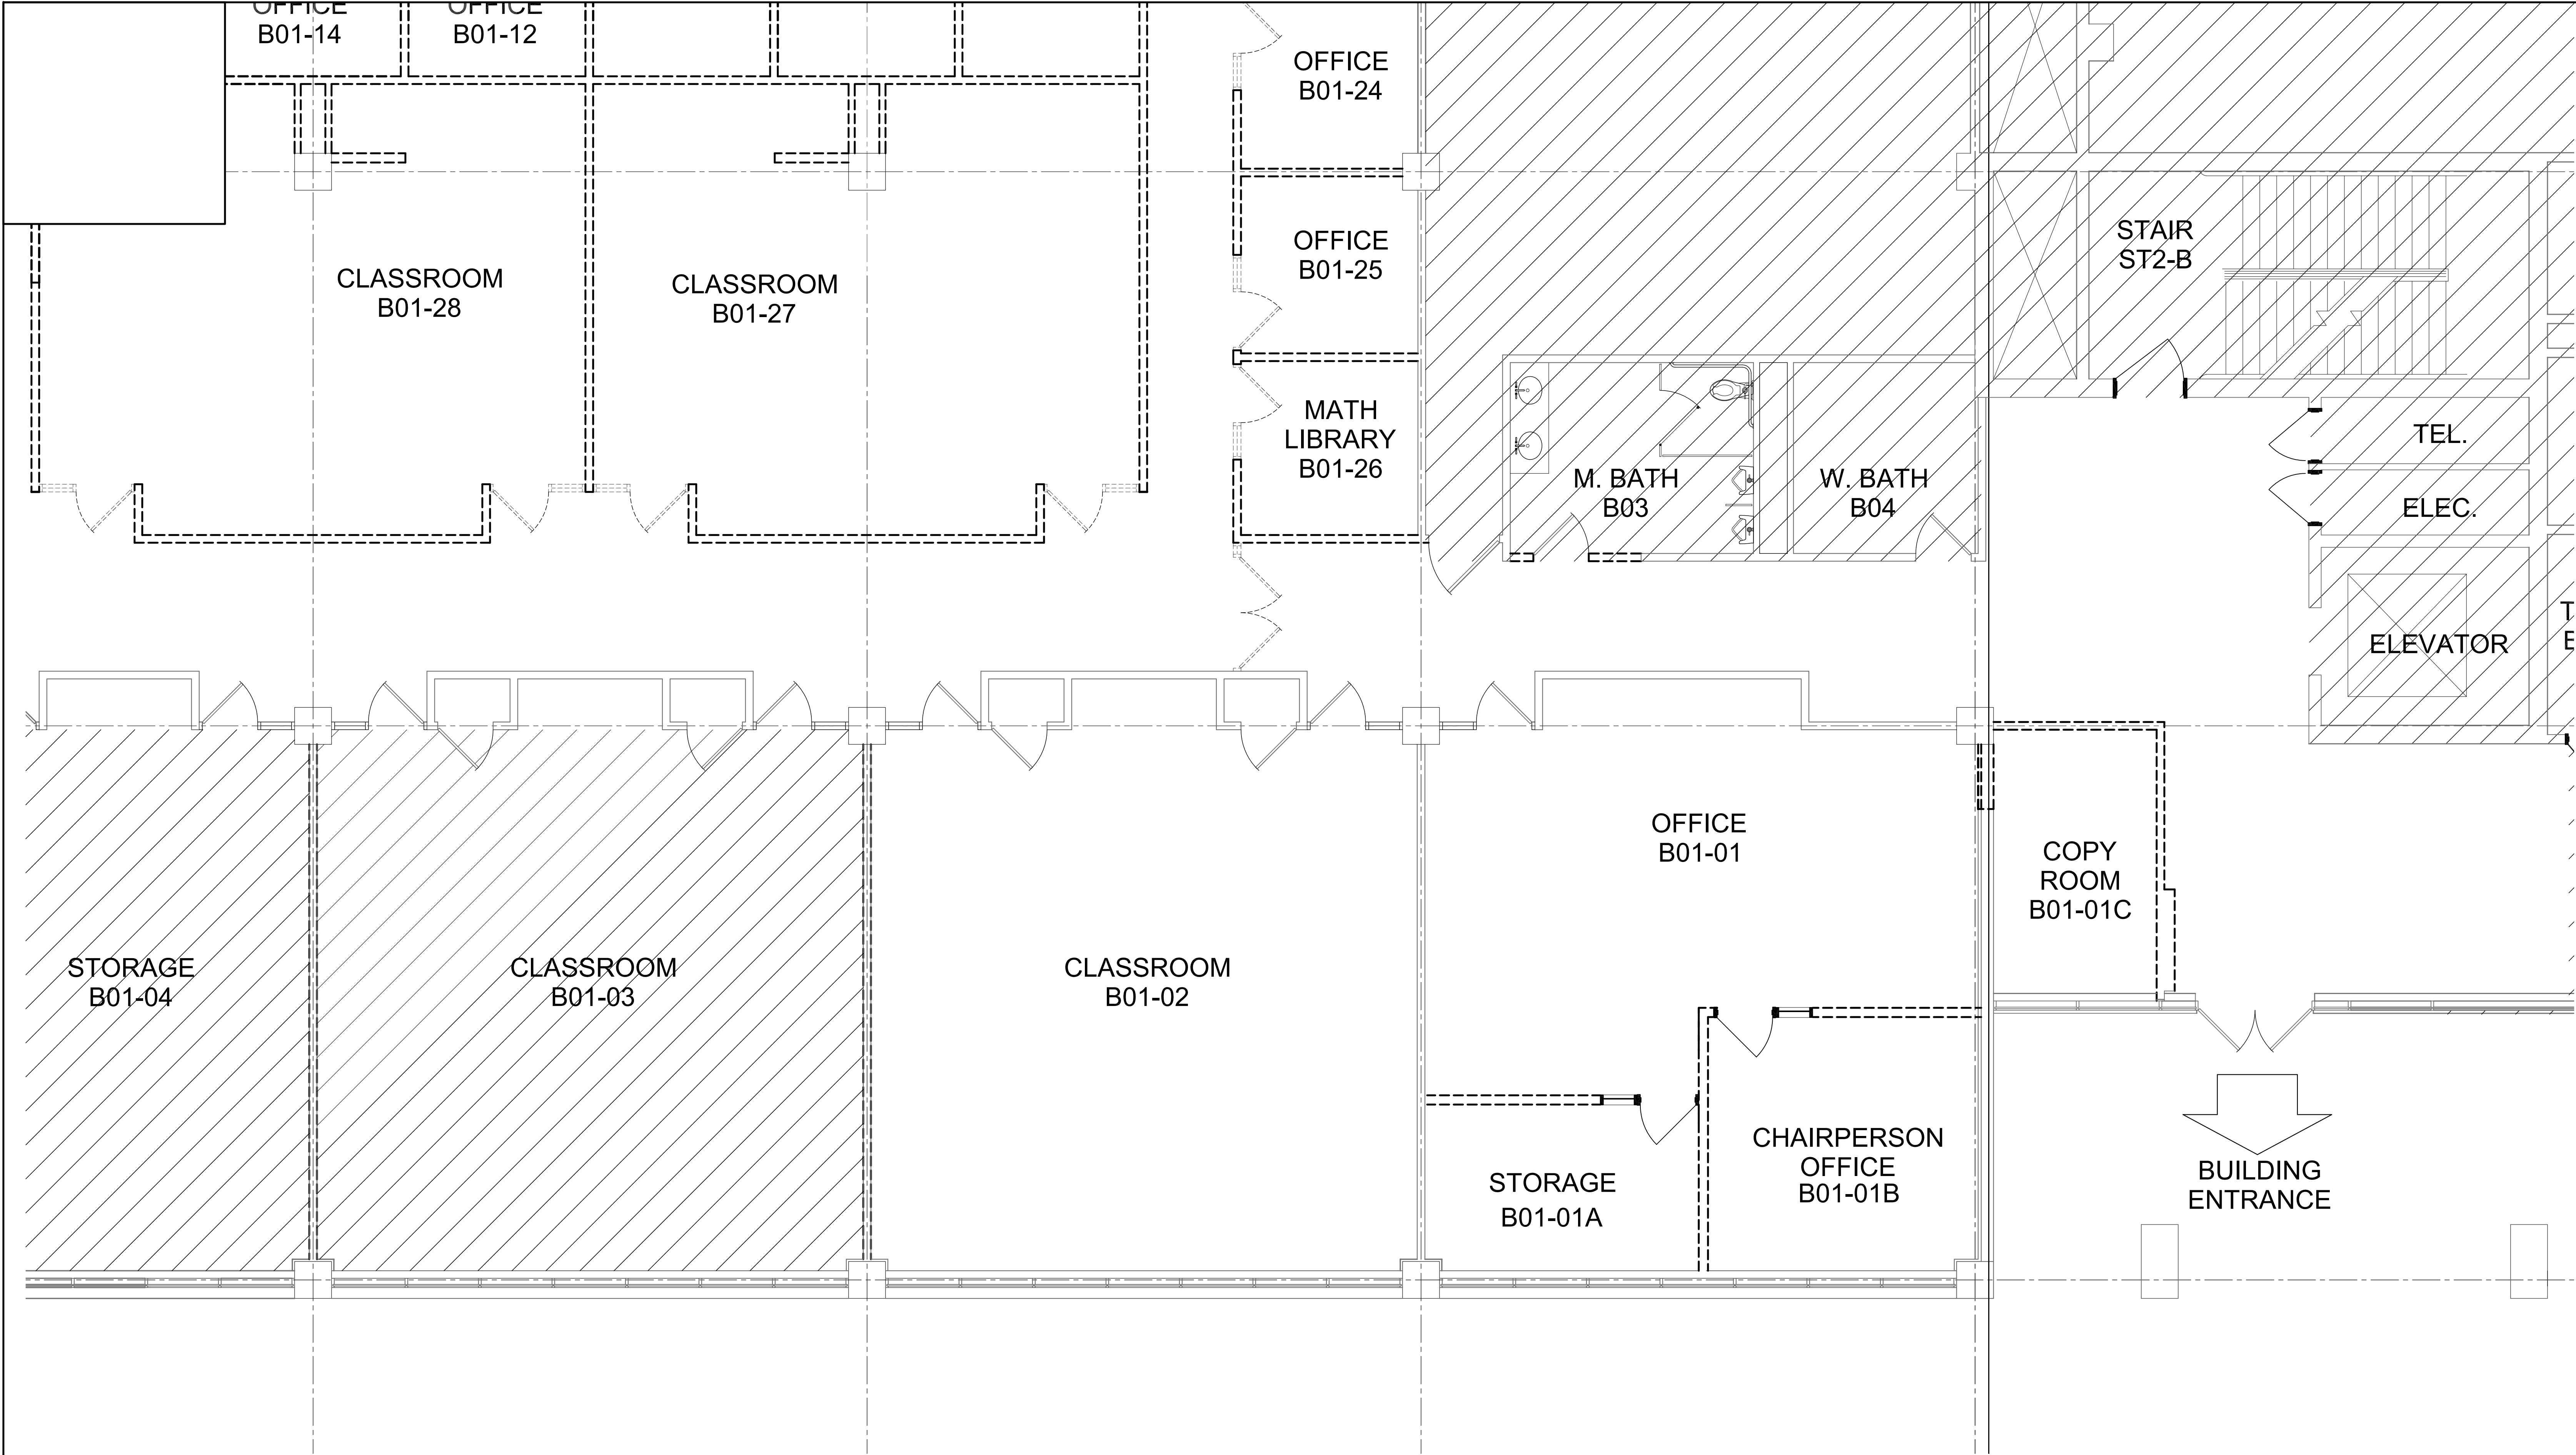 OFFICE
B01-14
OFFICE
B01-12
OFFICE
B01-24
OFFICE
B01-25
MATH
LIBRARY
B01-26
CLASSROOM
B01-28
CLASSROOM
B01-27
STAIR
ST2-B
TEL.
ELEC.
M. BATH
B03
W. BATH
B04
ELEVATOR
OFFICE
B01-01
COPY
ROOM
B01-01C
STORAGE
B01-04
CLASSROOM
B01-03
CLASSROOM
B01-02
STORAGE
B01-01A
CHAIRPERSON
OFFICE
B01-01B
BUILDING
ENTRANCE